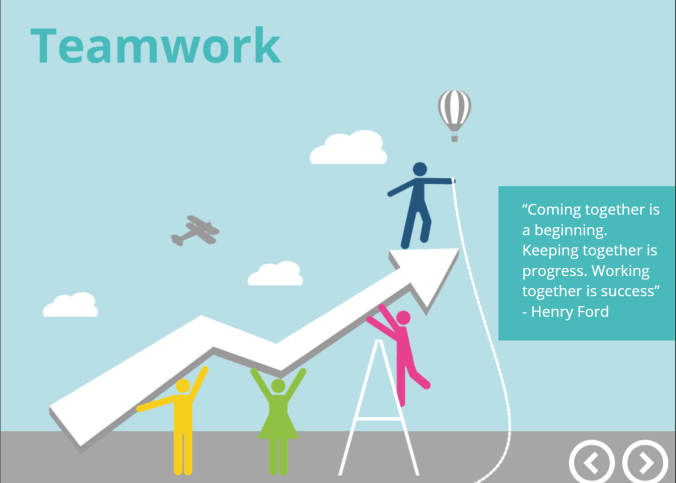 Teamwork
“Coming together is
a beginning.
Keeping together is
progress. Working
together is success”
- Henry Ford